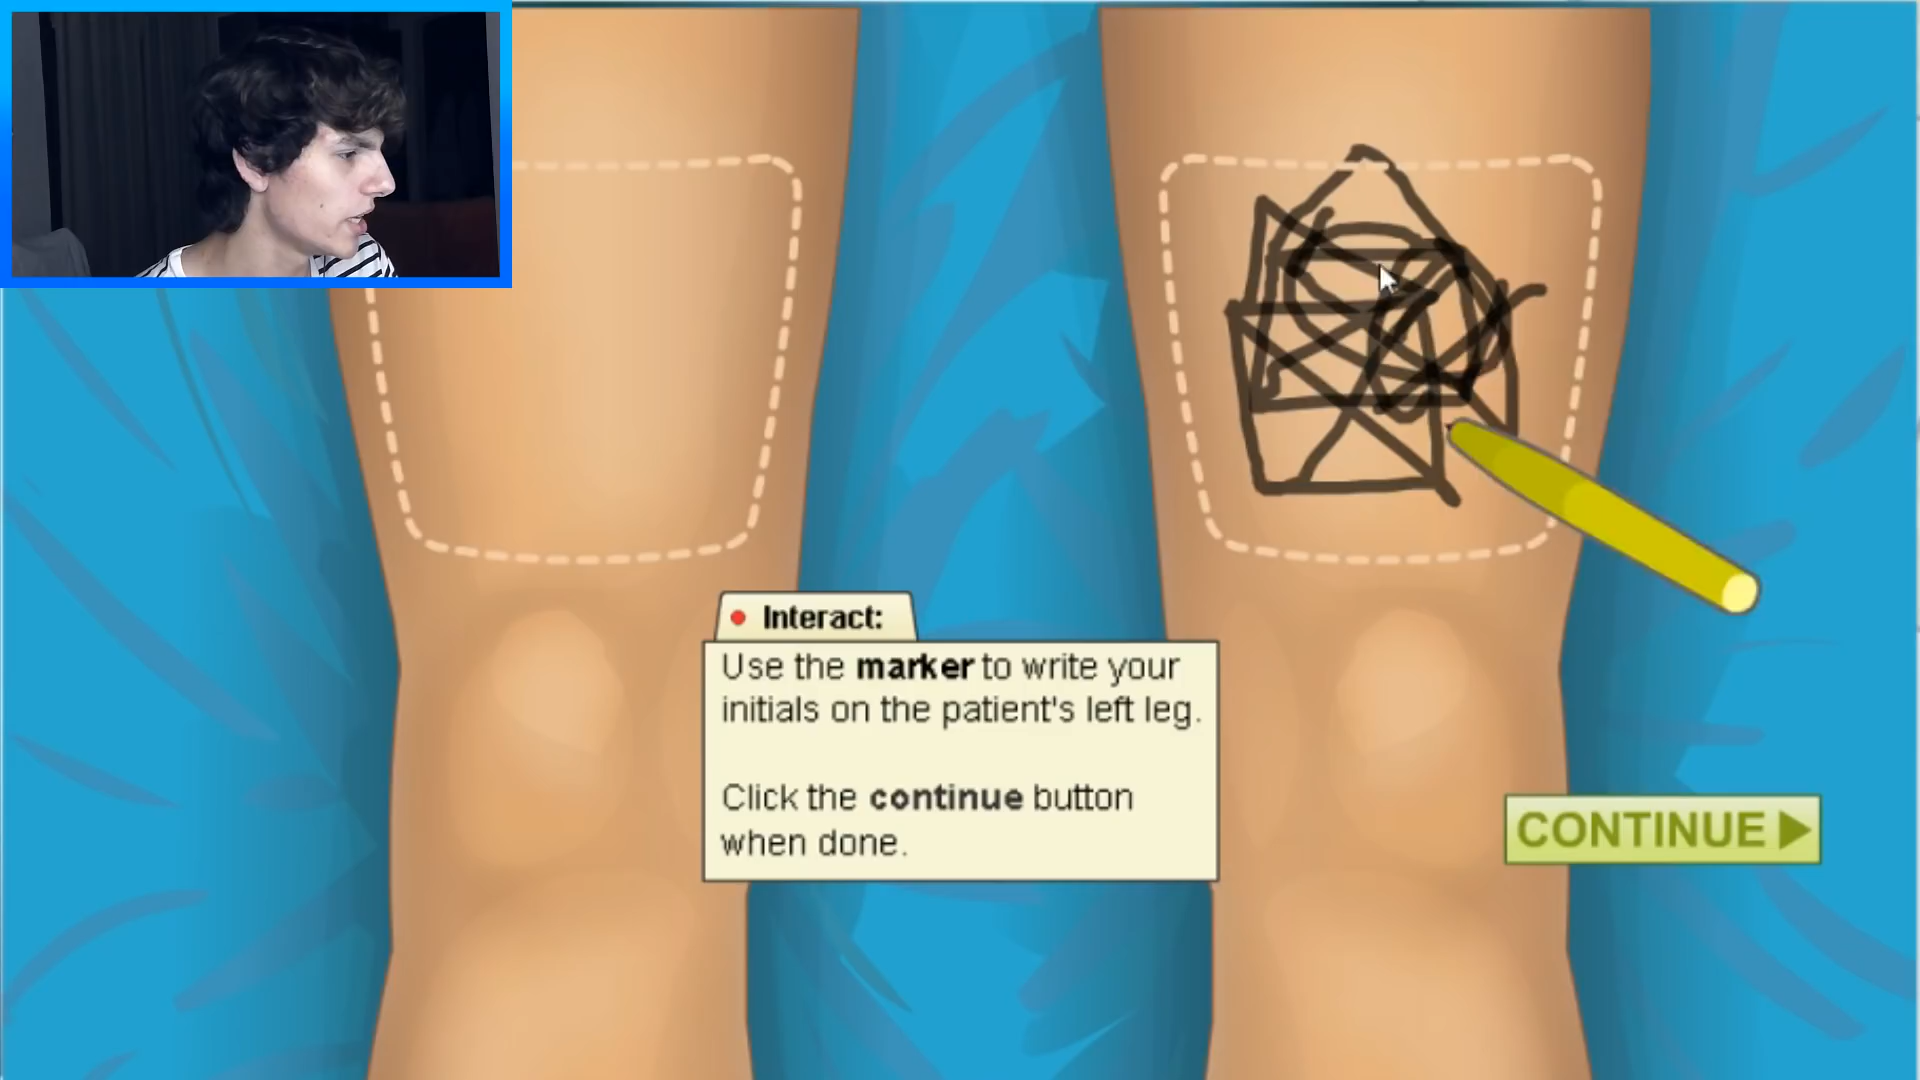 Interact:
Use the marker to write your
initials on the patient's left leg.
Click the continue button
when done.
CONTINUE